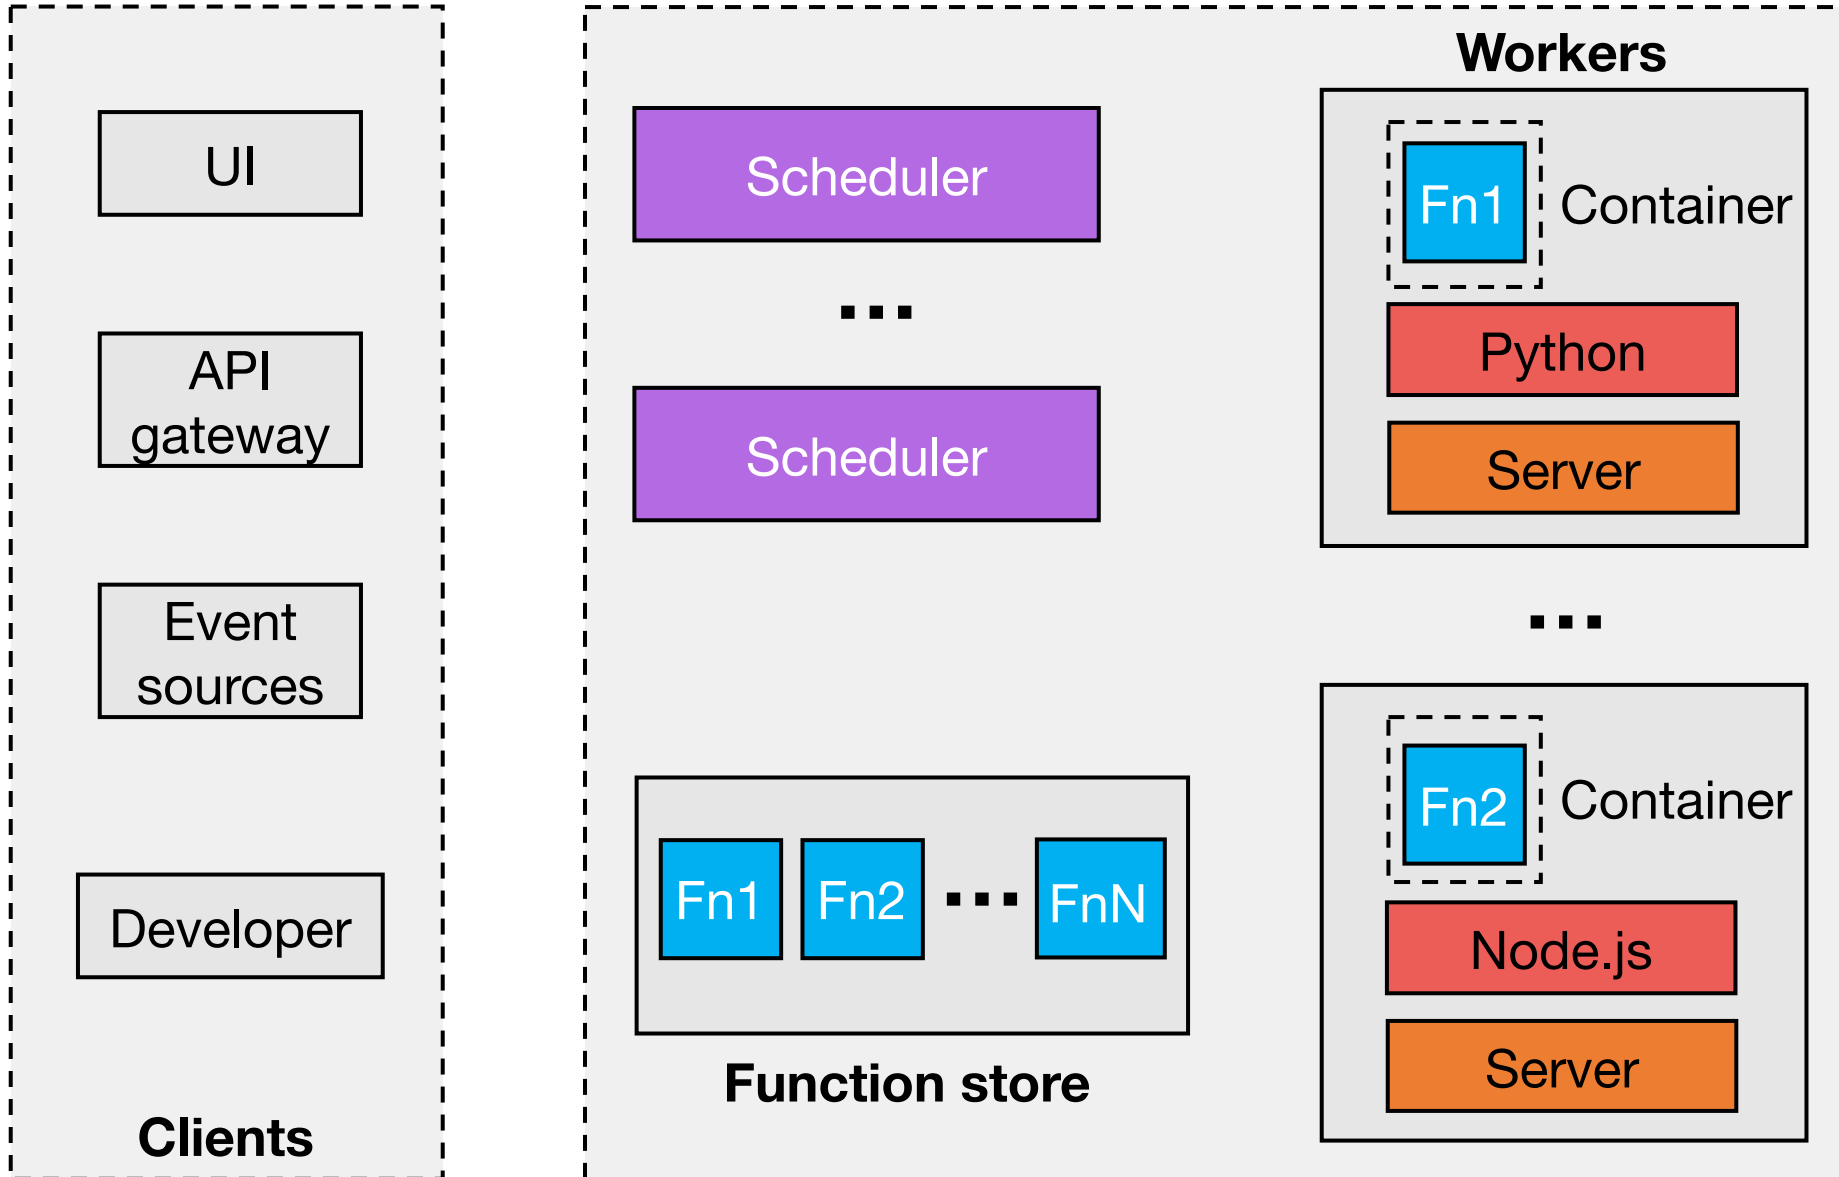 UI
API
gateway
Event
sources
Developer
Clients
Scheduler
...
Scheduler
Fn1
Fn2
...
FnN
Function store
Workers
Fn1
Container
Python
Server
...
Fn2
Container
Node.js
Server